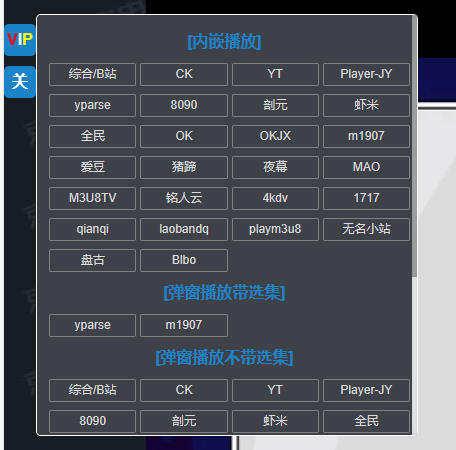 VIP
关
[内嵌播放]
综合/B站 CK YT Player-JY
yparse 8090 剖元 虾米
全民 OK OKJX m1907
爱豆 猪蹄 夜幕 MAO
M3U8TV 铭人云 4kdv 1717
qianqi laobandq playm3u8 无名小站
盘古 Blbo
[弹窗播放带选集]
yparse m1907
[弹窗播放不带选集]
综合/B站 CK YT Player-JY
8090 剖元 虾米 全民